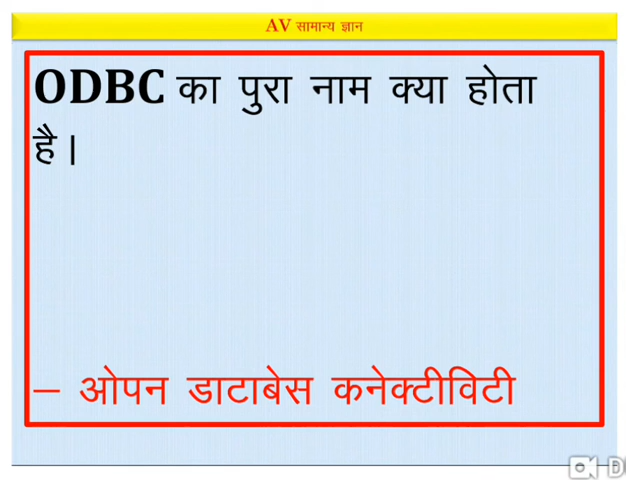 AV सामान्य ज्ञान
ODBC का पुरा नाम क्या होता
है।
– ओपन डाटाबेस कनेक्टीविटी